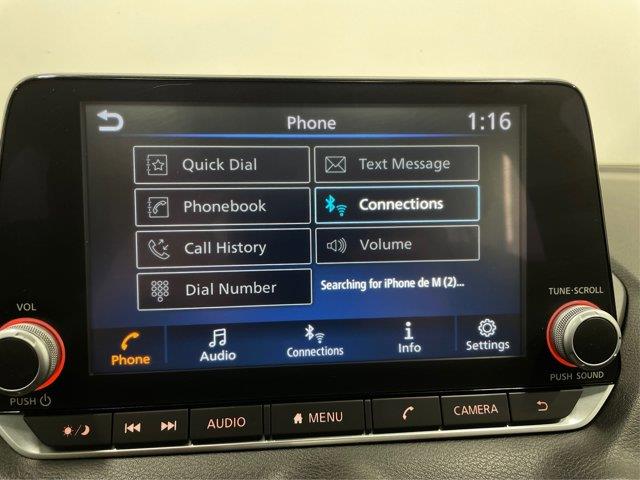 Phone 1:16
Quick Dial Text Message
Phonebook Connections
Call History Volume
Dial Number Searching for iPhone de M (2)...
Phone Audio Connections Info Settings
VOL TUNE·SCROLL
PUSH PUSH SOUND
AUDIO MENU CAMERA